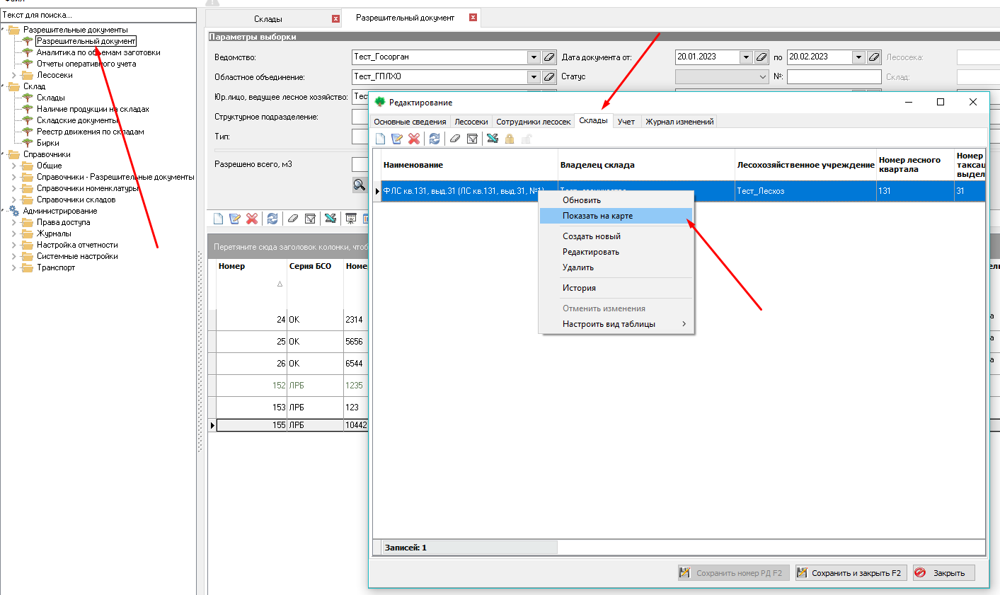 Текст для поиска...
Разрешительные документы
Разрешительный документ
Аналитика по объемам заготовки
Отчеты оперативного учета
Лесосеки
Склад
Склады
Наличие продукции на складах
Складские документы
Реестр движения по складам
Бирки
Справочники
Общие
Справочники - Разрешительные документы
Справочники номенклатуры
Справочники складов
Администрирование
Права доступа
Журналы
Настройка отчетности
Системные настройки
Транспорт
Склады
Разрешительный документ
Параметры выборки
Ведомство: Тест_Госорган Дата документа от: 20.01.2023 по 20.02.2023 Лесосека:
Областное объединение: Тест_ГПЛХО Статус №: Склад:
Юр.лицо, ведущее лесное хозяйство:
Структурное подразделение:
Тип:
Разрешено всего, м3
Перетяните сюда заголовок колонки,
Номер Серия БСО
24 ОК 2314
25 ОК 5656
26 ОК 6544
152 ЛРБ 1235
153 ЛРБ 123
155 ЛРБ 10442
Редактирование
Основные сведения Лесосеки Сотрудники лесосек Склады Учет Журнал изменений
Наименование Владелец склада Лесохозяйственное учреждение Номер лесного квартала Номер
ФЛС кв.131, выд.31 (ЛС кв.131, выд.31, №1) Тест_Лесхоз 131 31
Обновить
Показать на карте
Создать новый
Редактировать
Удалить
История
Отменить изменения
Настроить вид таблицы
Записей: 1
Сохранить номер РД F2 Сохранить и закрыть F2 Закрыть